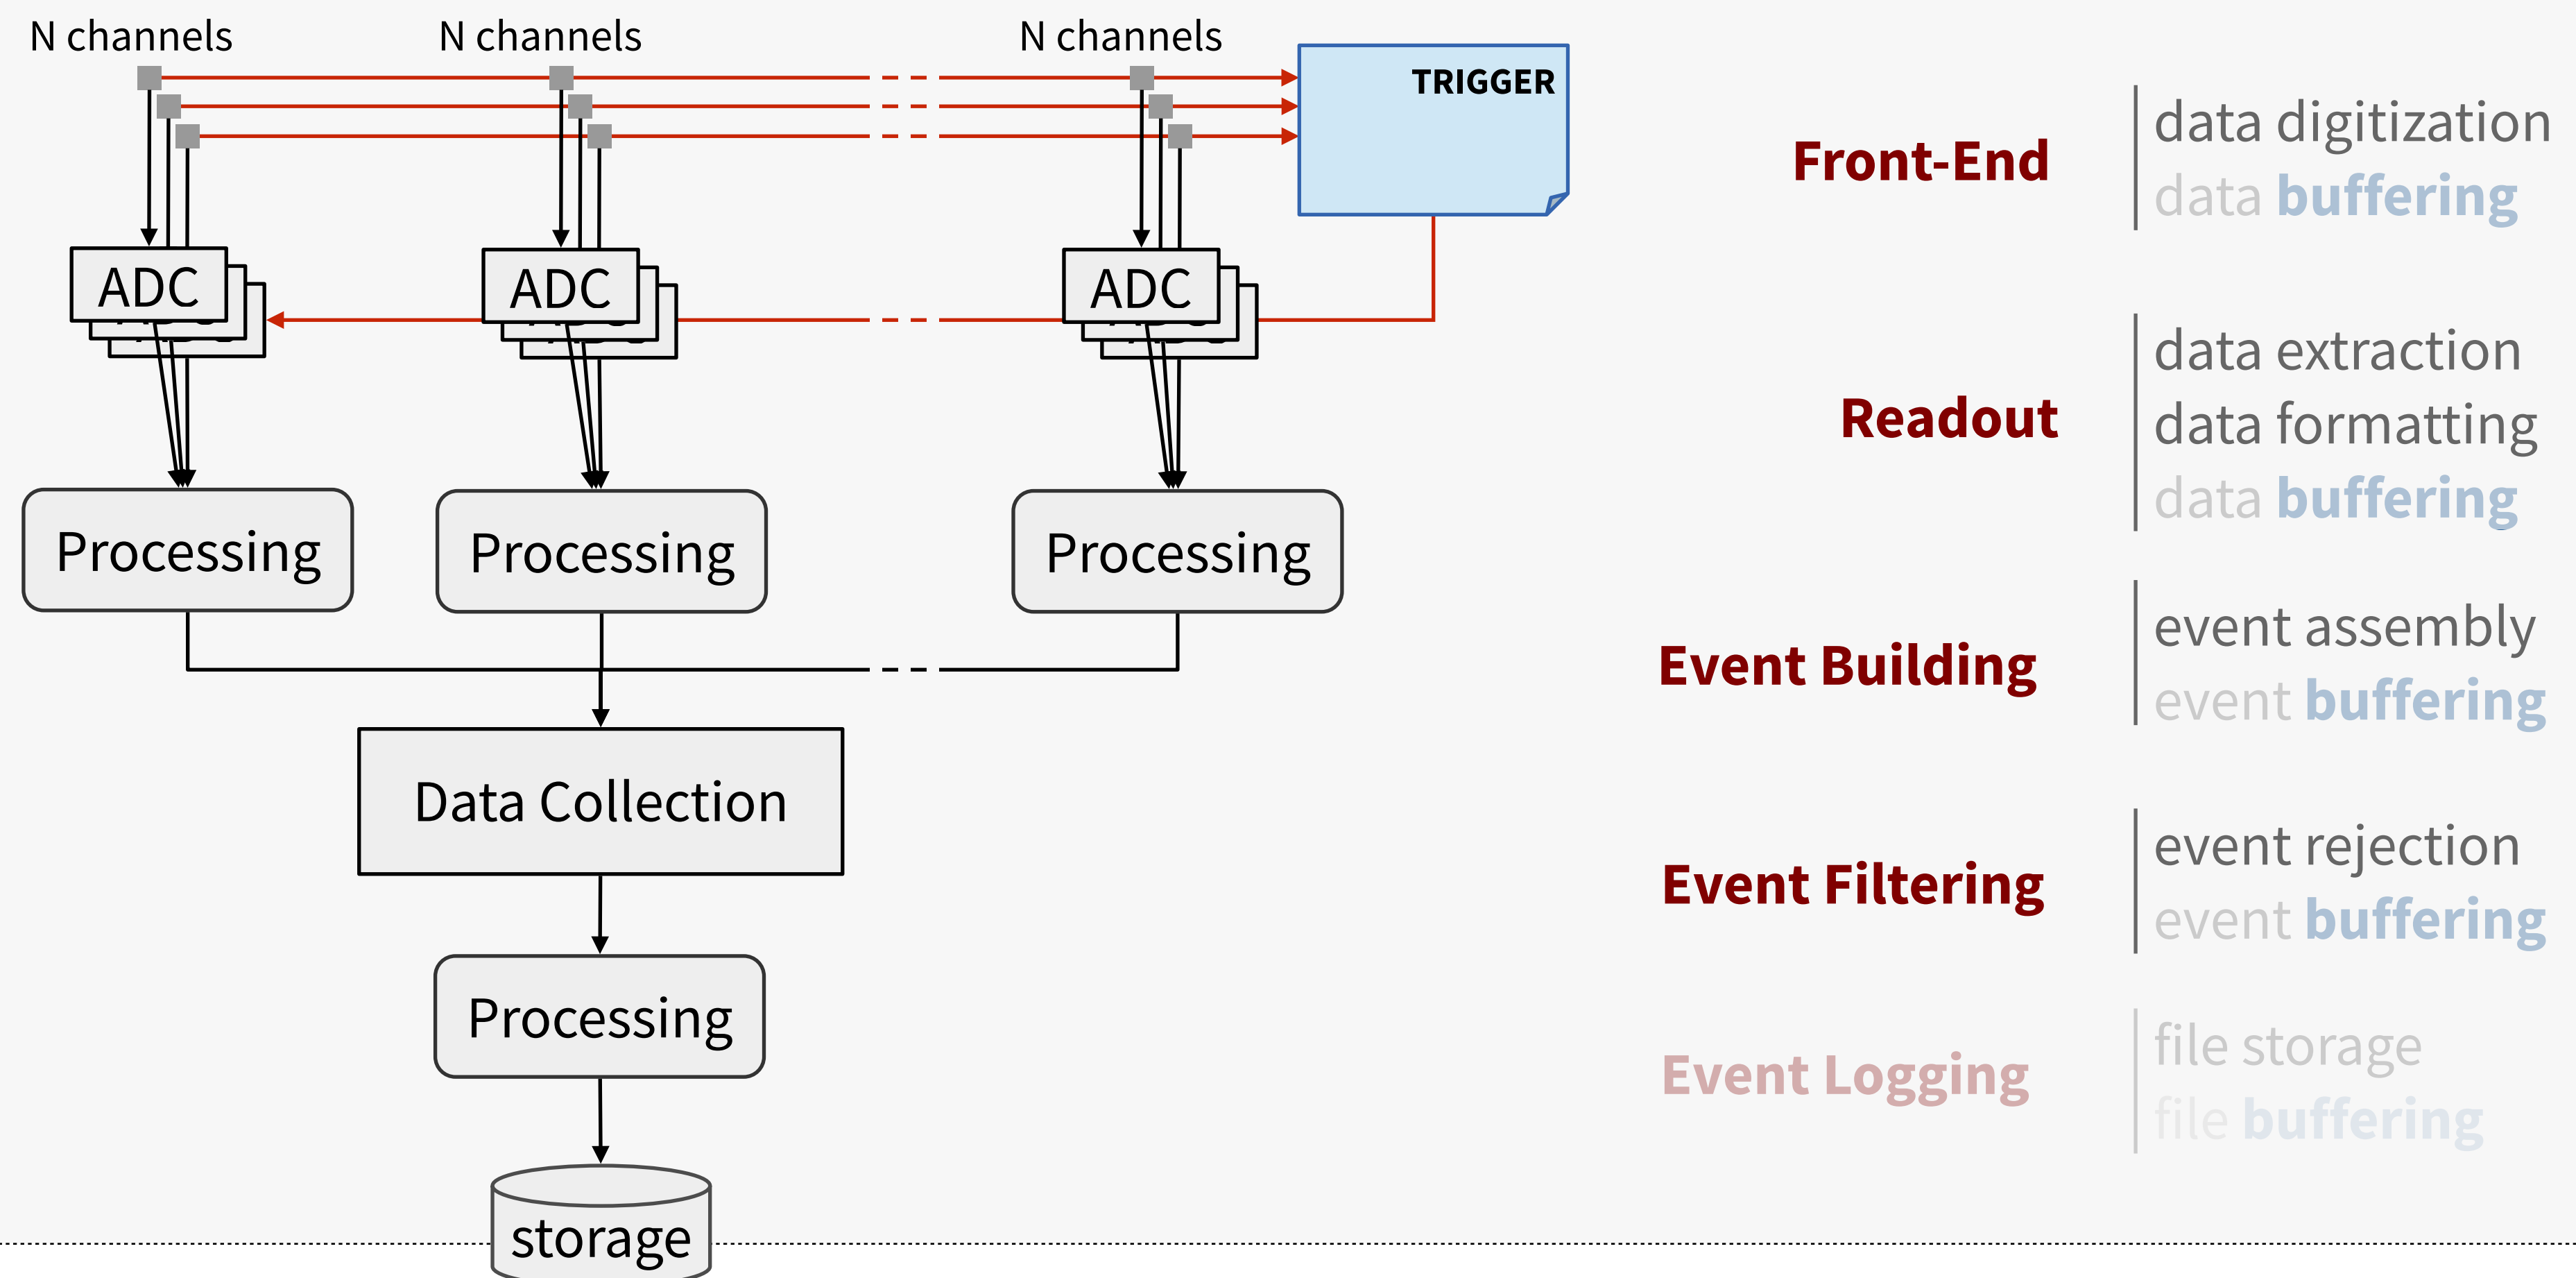 N channels
N channels
N channels
TRIGGER
ADC
ADC
ADC
Processing
Processing
Processing
Data Collection
Processing
storage
Front-End
data digitization
data buffering
Readout
data extraction
data formatting
data buffering
Event Building
event assembly
event buffering
Event Filtering
event rejection
event buffering
Event Logging
file storage
file buffering